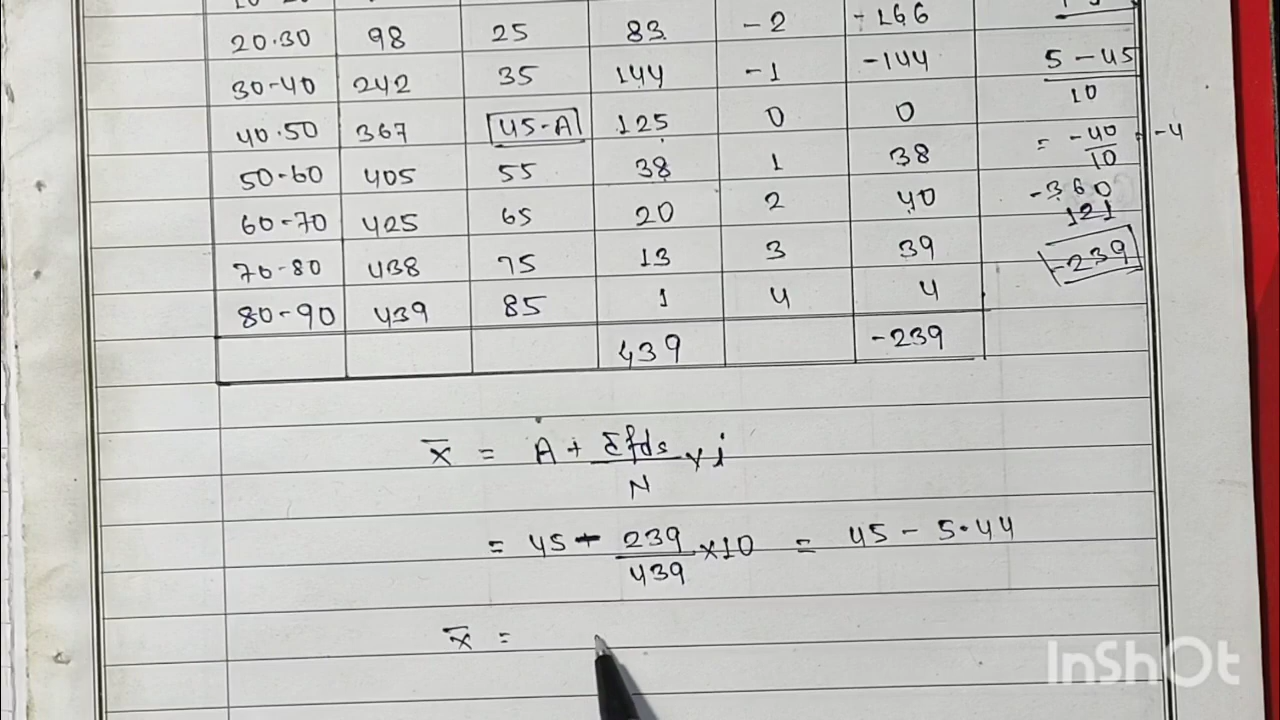 20.30 98 25 83 -2 -166
30-40 242 35 144 -1 -144 5-45
40.50 367 45-A 125 0 0 10
50-60 405 55 38 1 38 = -40 -4
10
60-70 425 65 20 2 40 -360
121
70-80 438 75 13 3 39 -239
80-90 439 85 1 4 4
439 -239
x̄ = A + Σfds × i
N
= 45 - 239 ×10 = 45 - 5.44
439
x̄ =
InShOt